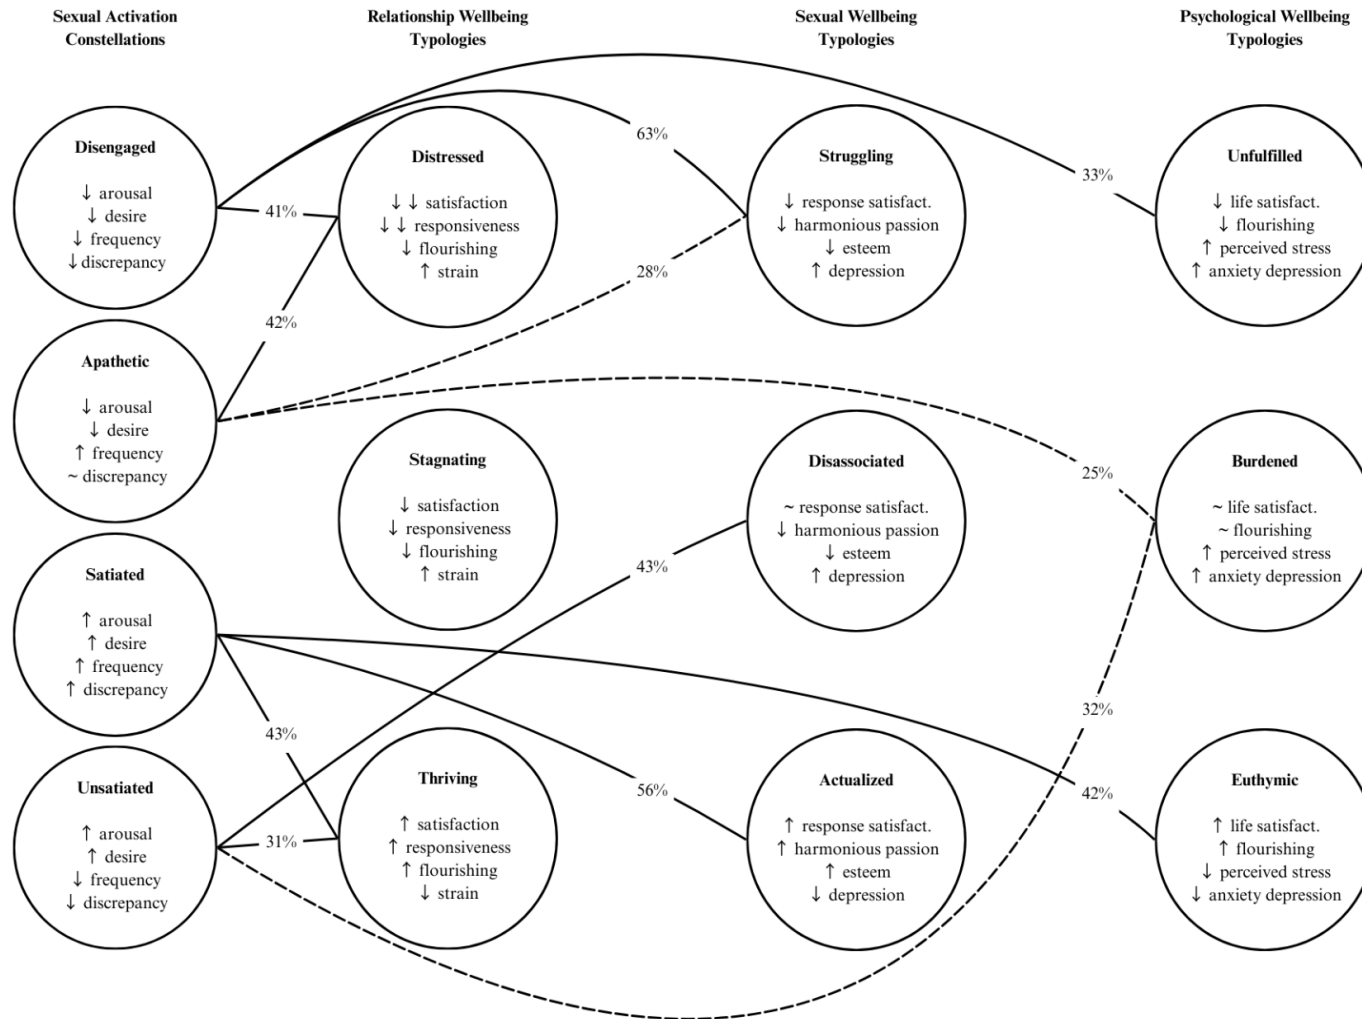 Sexual Activation
Constellations
Relationship Wellbeing
Typologies
Sexual Wellbeing
Typologies
Psychological Wellbeing
Typologies
Disengaged
↓ arousal
↓ desire
↓ frequency
↓ discrepancy
Apathetic
↓ arousal
↓ desire
↑ frequency
~ discrepancy
Satiated
↑ arousal
↑ desire
↑ frequency
↑ discrepancy
Unsatiated
↑ arousal
↑ desire
↓ frequency
↓ discrepancy
41%
42%
43%
31%
Distressed
↓ ↓ satisfaction
↓ ↓ responsiveness
↓ flourishing
↑ strain
Stagnating
↓ satisfaction
↓ responsiveness
↓ flourishing
↑ strain
Thriving
↑ satisfaction
↑ responsiveness
↑ flourishing
↓ strain
63%
28%
43%
56%
Struggling
↓ response satisfact.
↓ harmonious passion
↓ esteem
↑ depression
Disassociated
~ response satisfact.
↓ harmonious passion
↓ esteem
↑ depression
Actualized
↑ response satisfact.
↑ harmonious passion
↑ esteem
↓ depression
33%
25%
32%
42%
Unfulfilled
↓ life satisfact.
↓ flourishing
↑ perceived stress
↑ anxiety depression
Burdened
~ life satisfact.
~ flourishing
↑ perceived stress
↑ anxiety depression
Euthymic
↑ life satisfact.
↑ flourishing
↓ perceived stress
↓ anxiety depression